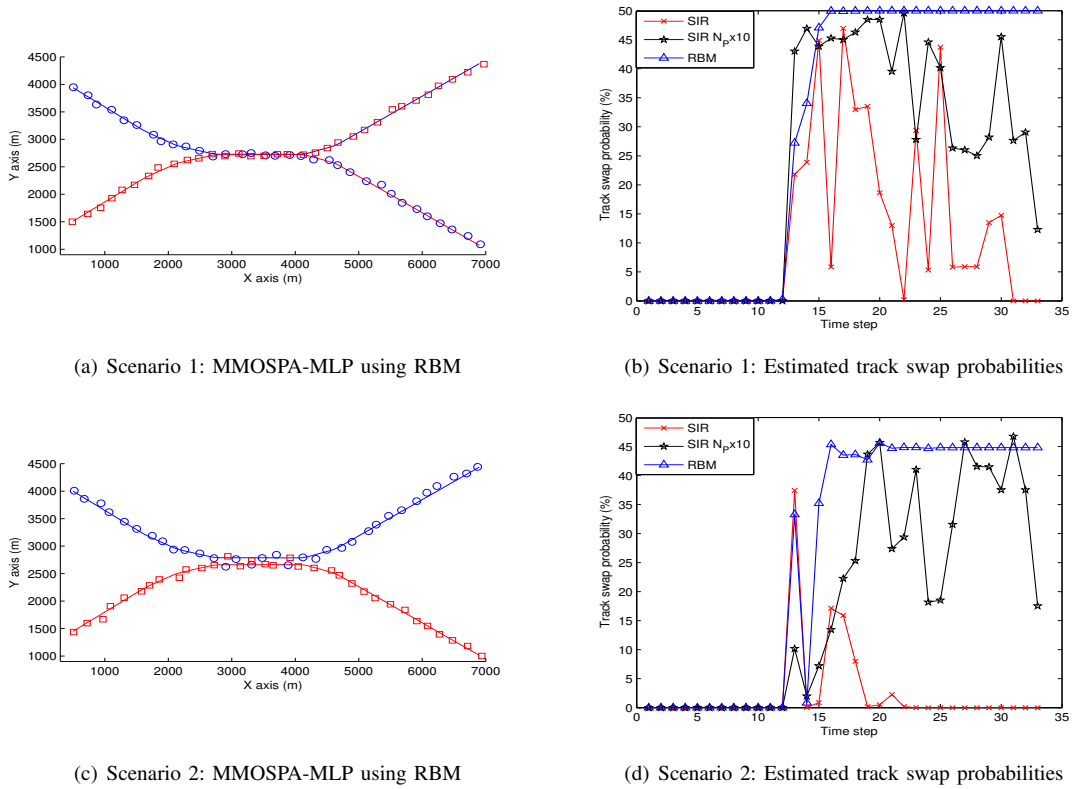 4500
4000
3500
3000
2500
2000
1500
1000
Y axis (m)
1000 2000 3000 4000 5000 6000 7000
X axis (m)
(a) Scenario 1: MMOSPA-MLP using RBM
50
45
40
35
30
25
20
15
10
5
0
Track swap probability (%)
SIR
SIR NPx10
RBM
0 5 10 15 20 25 30 35
Time step
(b) Scenario 1: Estimated track swap probabilities
4500
4000
3500
3000
2500
2000
1500
1000
Y axis (m)
1000 2000 3000 4000 5000 6000 7000
X axis (m)
(c) Scenario 2: MMOSPA-MLP using RBM
50
45
40
35
30
25
20
15
10
5
0
Track swap probability (%)
SIR
SIR NPx10
RBM
0 5 10 15 20 25 30 35
Time step
(d) Scenario 2: Estimated track swap probabilities